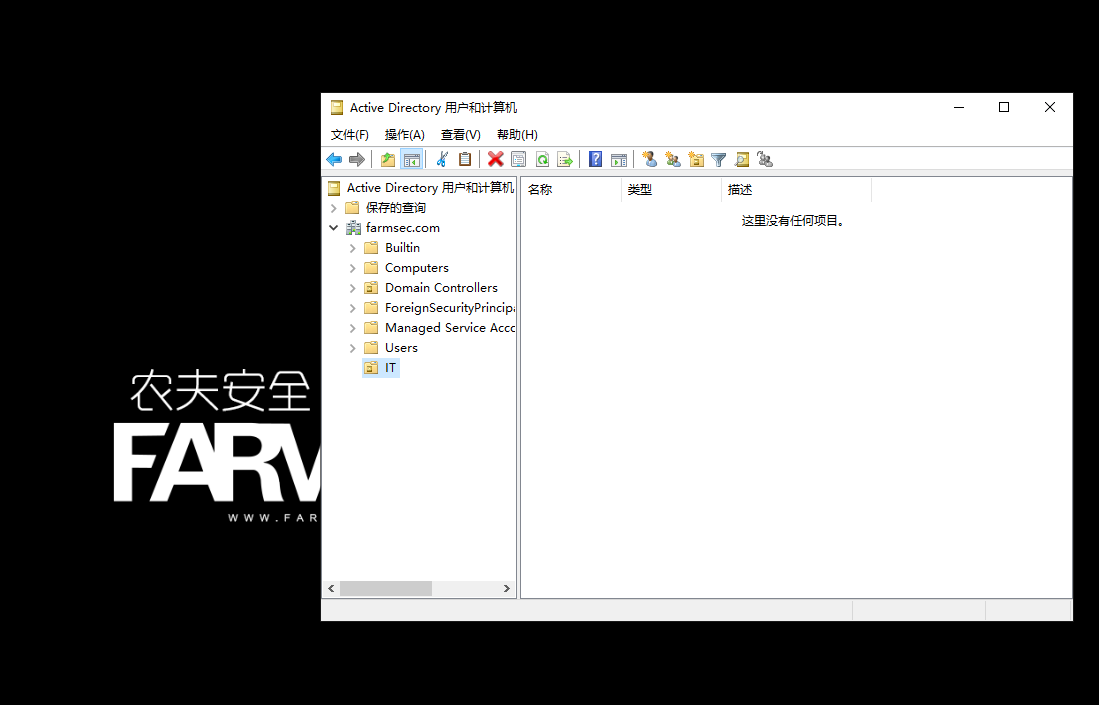 农夫安全
FARM
WWW.FAR
Active Directory 用户和计算机
文件(F) 操作(A) 查看(V) 帮助(H)
Active Directory 用户和计算机
保存的查询
farmsec.com
Builtin
Computers
Domain Controllers
ForeignSecurityPrincipa
Managed Service Acco
Users
IT
名称 类型 描述
这里没有任何项目。